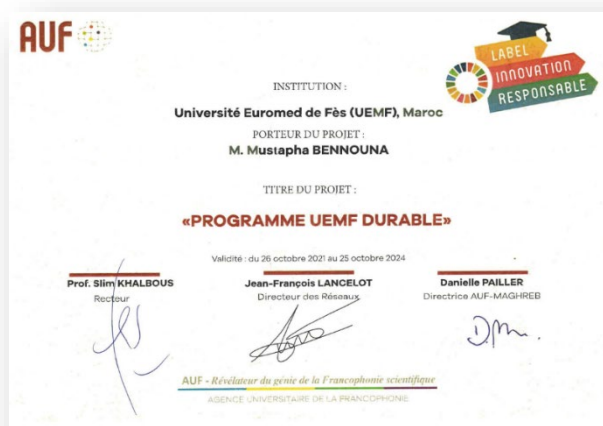 AUF
LABEL
INNOVATION
RESPONSABLE
INSTITUTION :
Université Euromed de Fès (UEMF), Maroc
PORTEUR DU PROJET :
M. Mustapha BENNOUNA
TITRE DU PROJET :
«PROGRAMME UEMF DURABLE»
Validité : du 26 octobre 2021 au 25 octobre 2024
Prof. Slim KHALBOUS
Recteur
Jean-François LANCELOT
Directeur des Réseaux
Danielle PAILLER
Directrice AUF-MAGHREB
AUF - Révélateur du génie de la Francophonie scientifique
AGENCE UNIVERSITAIRE DE LA FRANCOPHONIE